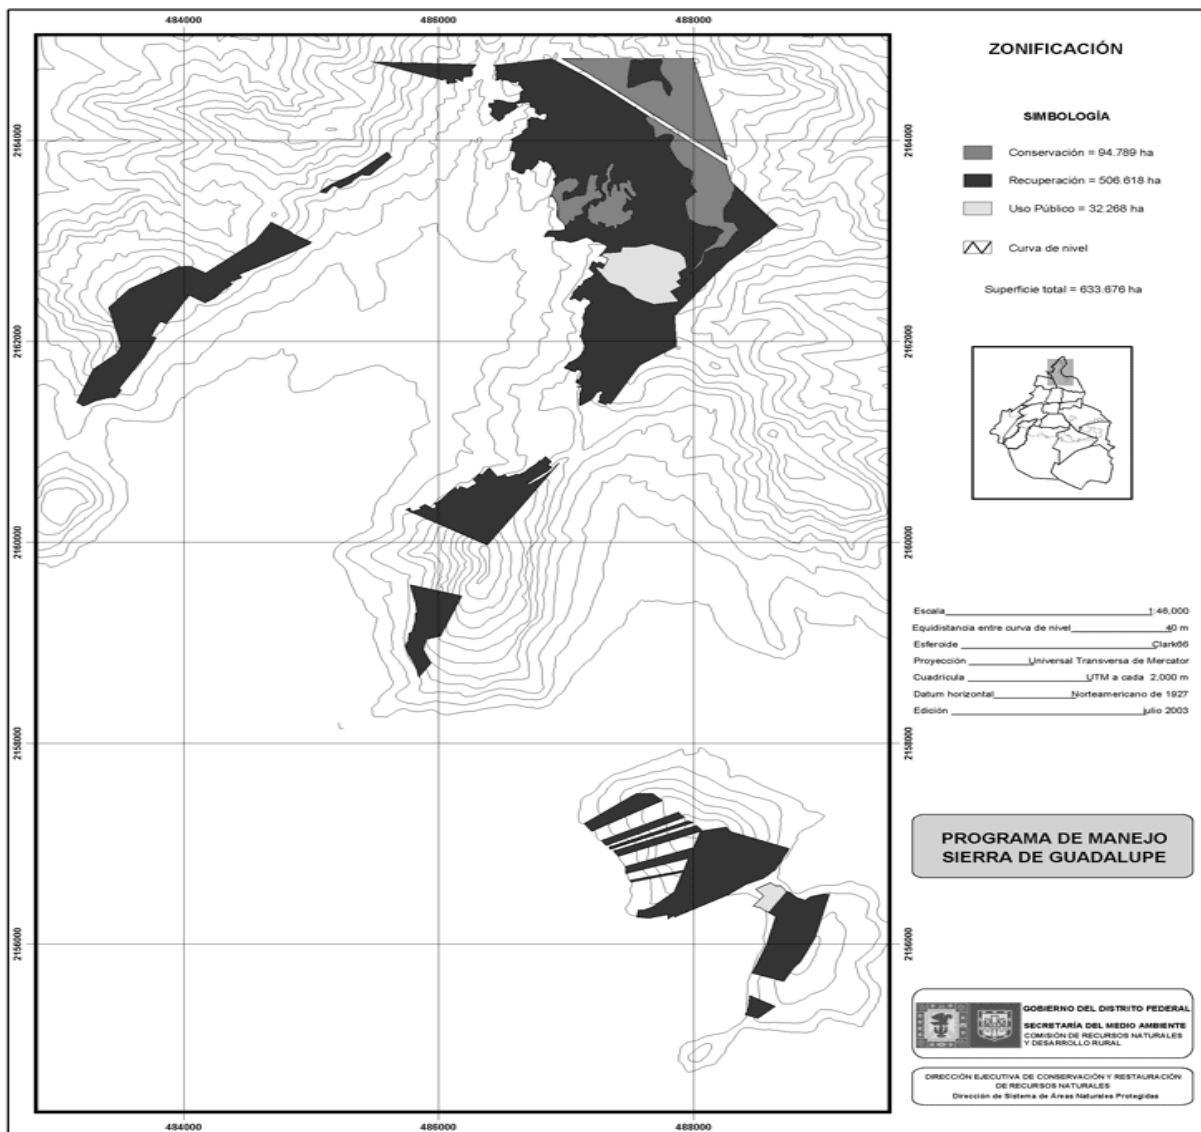 484000
486000
488000
2164000
2162000
2160000
2158000
2156000
2164000
2162000
2160000
2158000
2156000
484000
486000
488000
ZONIFICACIÓN
SIMBOLOGÍA
Conservación = 94.789 ha
Recuperación = 506.618 ha
Uso Público = 32.268 ha
Curva de nivel
Superficie total = 633.676 ha
Escala 1:46,000
Equidistancia entre curva de nivel 40 m
Esferoide Clark66
Proyección Universal Transversa de Mercator
Cuadrícula UTM a cada 2,000 m
Datum horizontal Norteamericano de 1927
Edición julio 2003
PROGRAMA DE MANEJO
SIERRA DE GUADALUPE
GOBIERNO DEL DISTRITO FEDERAL
SECRETARÍA DEL MEDIO AMBIENTE
COMISIÓN DE RECURSOS NATURALES
Y DESARROLLO RURAL
DIRECCIÓN EJECUTIVA DE CONSERVACIÓN Y RESTAURACIÓN
DE RECURSOS NATURALES
Dirección de Sistema de Áreas Naturales Protegidas